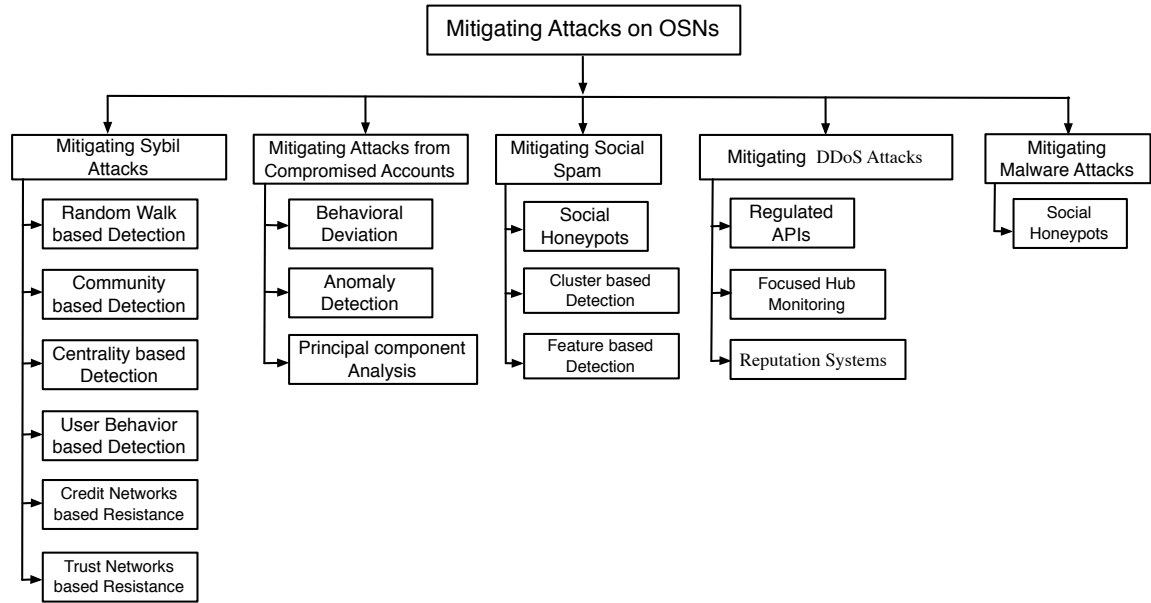 Mitigating Attacks on OSNs
Mitigating Sybil
Attacks
Random Walk
based Detection
Community
based Detection
Centrality based
Detection
User Behavior
based Detection
Credit Networks
based Resistance
Trust Networks
based Resistance
Mitigating Attacks from
Compromised Accounts
Behavioral
Deviation
Anomaly
Detection
Principal component
Analysis
Mitigating Social
Spam
Social
Honeypots
Cluster based
Detection
Feature based
Detection
Mitigating DDoS Attacks
Regulated
APIs
Focused Hub
Monitoring
Reputation Systems
Mitigating
Malware Attacks
Social
Honeypots